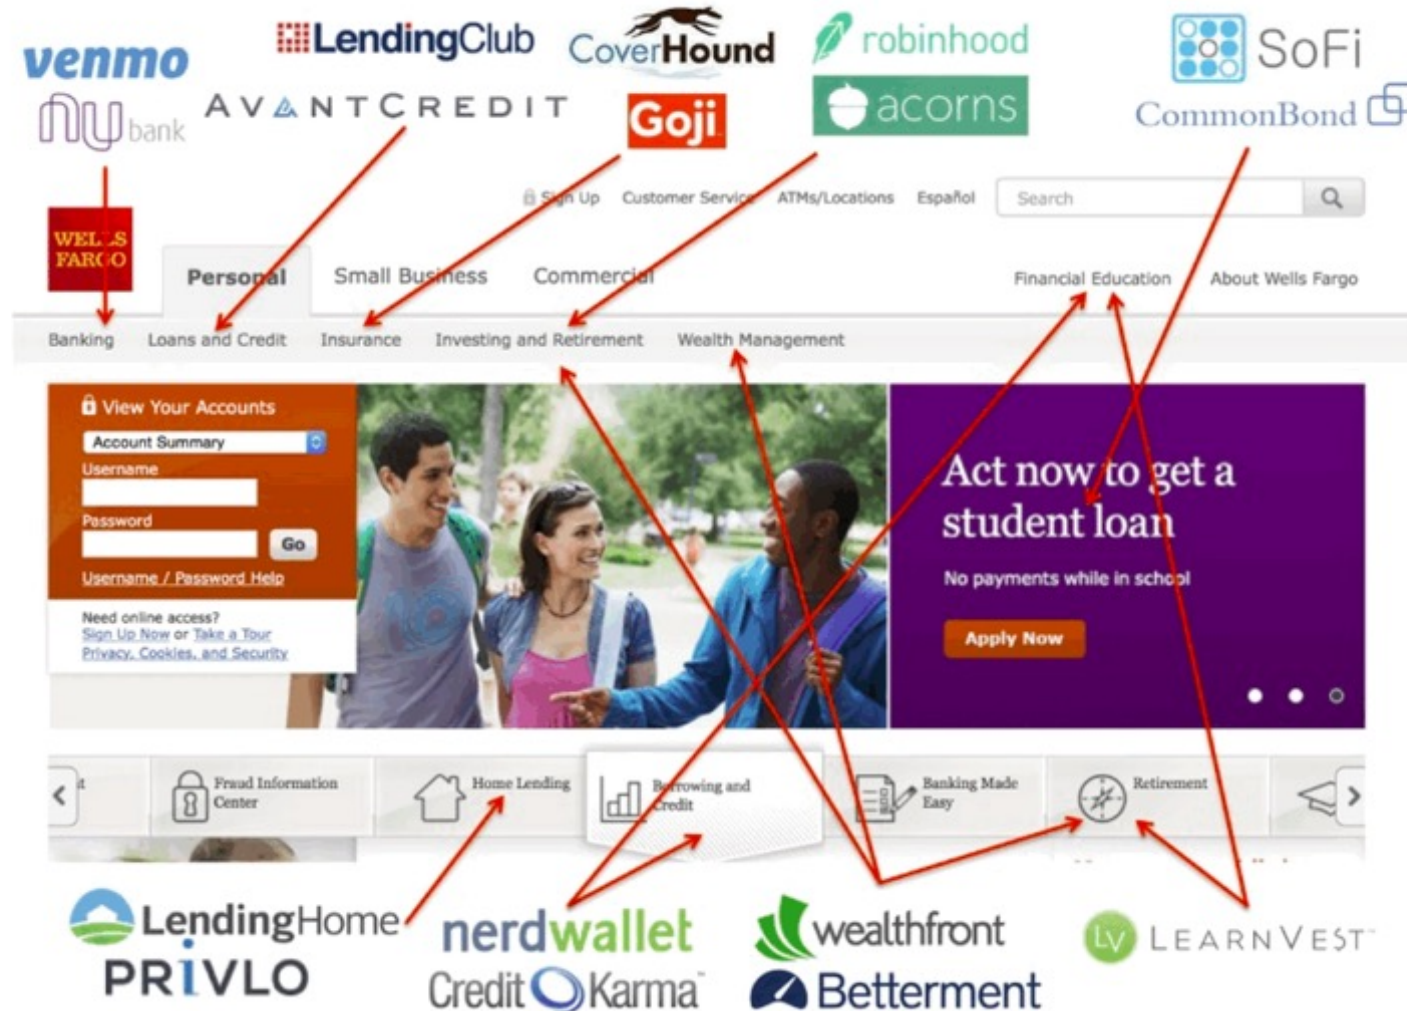 venmo
LendingClub
CoverHound
robinhood
SoFi
nu bank
AVANTCREDIT
Goji
acorns
CommonBond
Sign Up Customer Service ATMs/Locations Español Search
WELLS
FARGO
Personal Small Business Commercial
Financial Education About Wells Fargo
Banking Loans and Credit Insurance Investing and Retirement Wealth Management
View Your Accounts
Account Summary
Username
Password
Go
Username / Password Help
Need online access?
Sign Up Now or Take a Tour
Privacy, Cookies, and Security
Act now to get a
student loan
No payments while in school
Apply Now
Fraud Information
Center
Home Lending
Borrowing and
Credit
Banking Made
Easy
Retirement
LendingHome
PRIVLO
nerdwallet
Credit Karma
wealthfront
Betterment
LV LEARNVEST